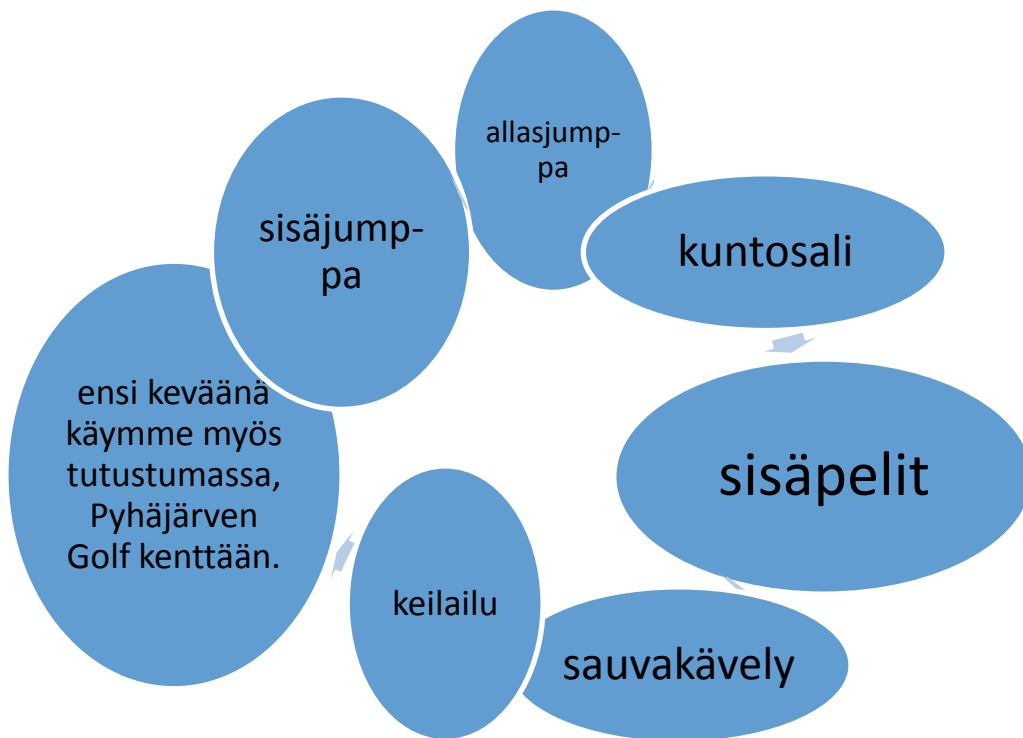 allasjump-
pa
sisäjump-
pa
kuntosali
ensi keväänä
käymme myös
tutustumassa,
Pyhäjärven
Golf kenttään.
sisäpelit
keilailu
sauvakävely